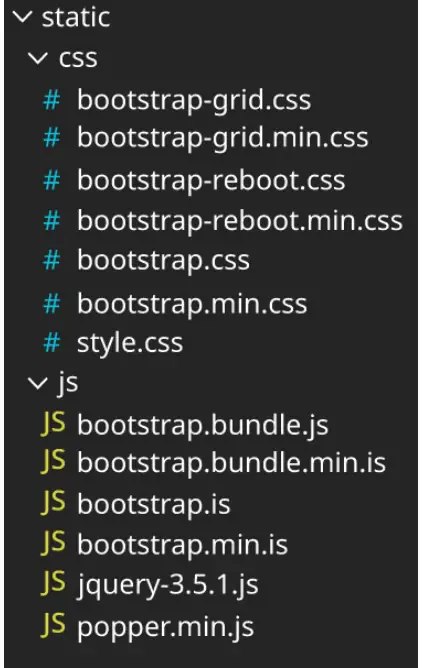 static
css
# bootstrap-grid.css
# bootstrap-grid.min.css
# bootstrap-reboot.css
# bootstrap-reboot.min.css
# bootstrap.css
# bootstrap.min.css
# style.css
js
JS bootstrap.bundle.js
JS bootstrap.bundle.min.is
JS bootstrap.is
JS bootstrap.min.is
JS jquery-3.5.1.js
JS popper.min.js